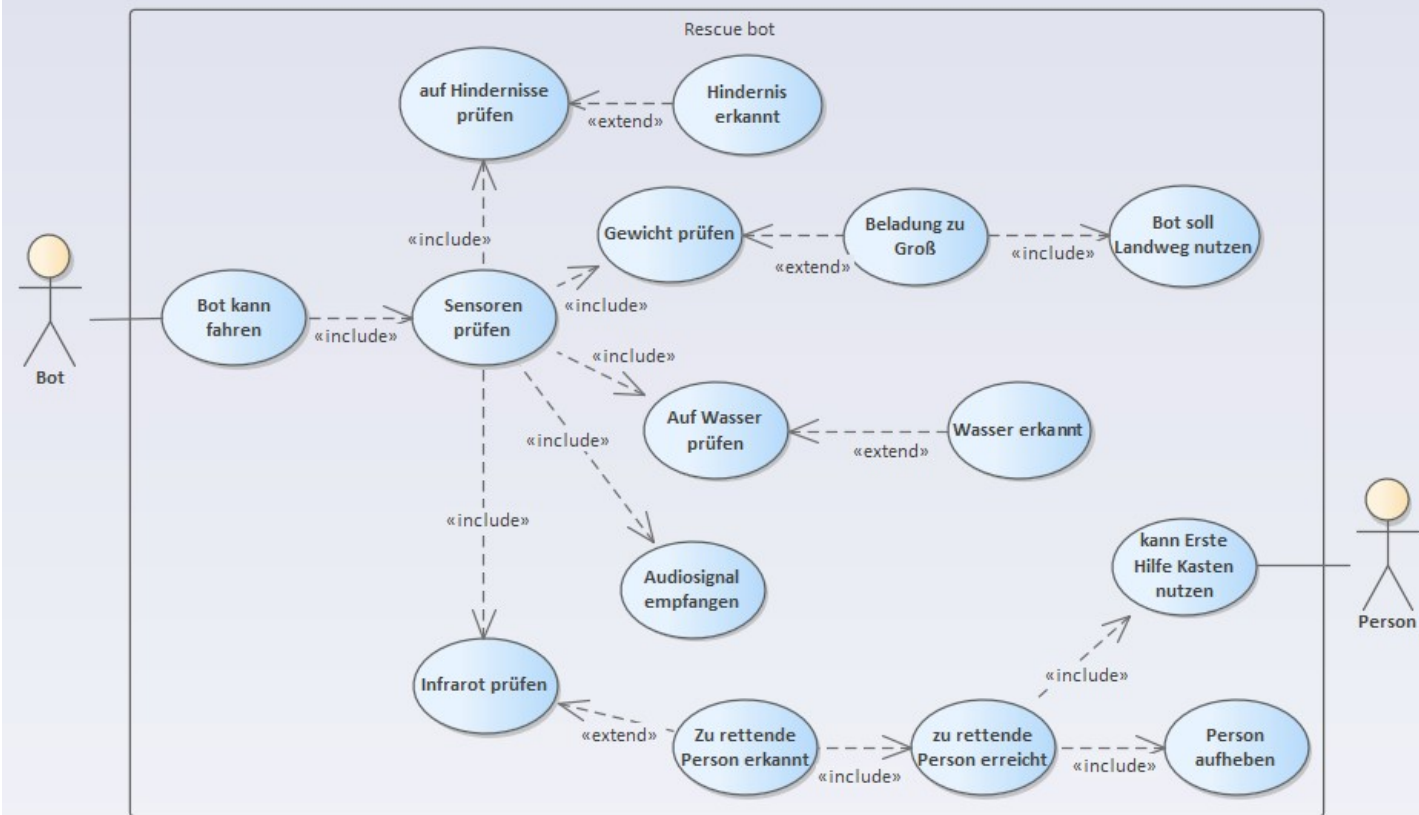 Rescue bot
auf Hindernisse
prüfen
Hindernis
erkannt
«extend»
«include»
Gewicht prüfen
Beladung zu
Groß
Bot soll
Landweg nutzen
«extend»
«include»
Bot kann
fahren
Sensoren
prüfen
«include»
«include»
Bot
«include»
Auf Wasser
prüfen
Wasser erkannt
«extend»
«include»
«include»
kann Erste
Hilfe Kasten
nutzen
Audiosignal
empfangen
Person
Infrarot prüfen
«include»
«extend»
Zu rettende
Person erkannt
«include»
zu rettende
Person erreicht
«include»
Person
aufheben